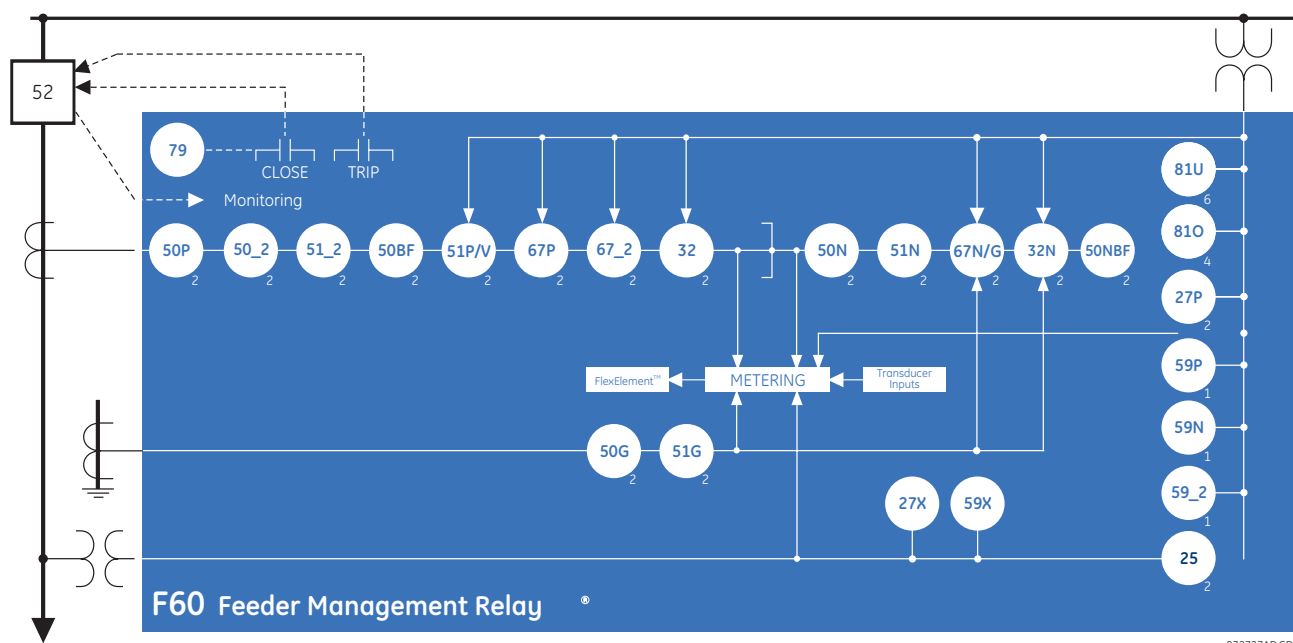 52
79
CLOSE TRIP
Monitoring
81U
6
81O
4
50P
2
50_2
2
51_2
2
50BF
2
51P/V
2
67P
2
67_2
2
32
2
50N
2
51N
2
67N/G
2
32N
2
50NBF
2
27P
2
59P
1
FlexElement™
METERING
Transducer
Inputs
59N
1
50G
2
51G
2
59_2
1
27X
59X
25
2
F60 Feeder Management Relay ®